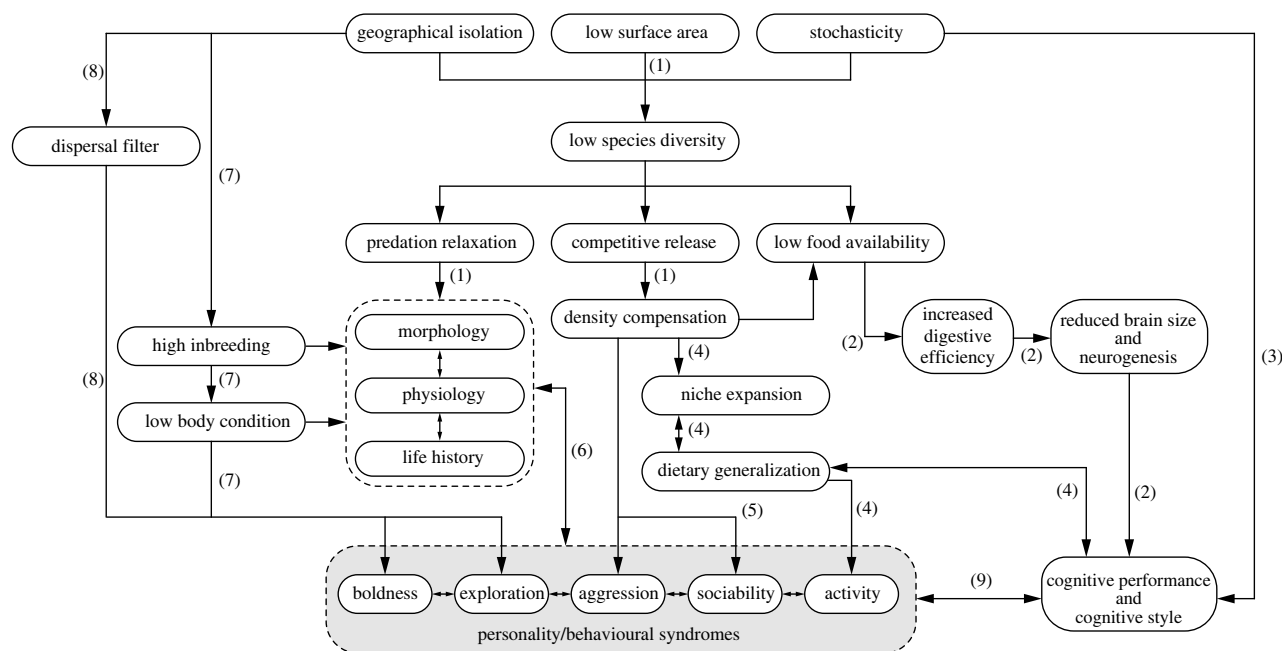 geographical isolation
low surface area
stochasticity
(8)
(1)
dispersal filter
low species diversity
(7)
predation relaxation
competitive release
low food availability
(1)
(1)
morphology
density compensation
increased
digestive
efficiency
reduced brain size
and
neurogenesis
high inbreeding
(2)
(2)
(3)
(4)
(8)
(7)
physiology
niche expansion
low body condition
(4)
life history
(6)
dietary generalization
(7)
(4)
(2)
(5)
(4)
boldness
exploration
aggression
sociability
activity
(9)
cognitive performance
and
cognitive style
personality/behavioural syndromes